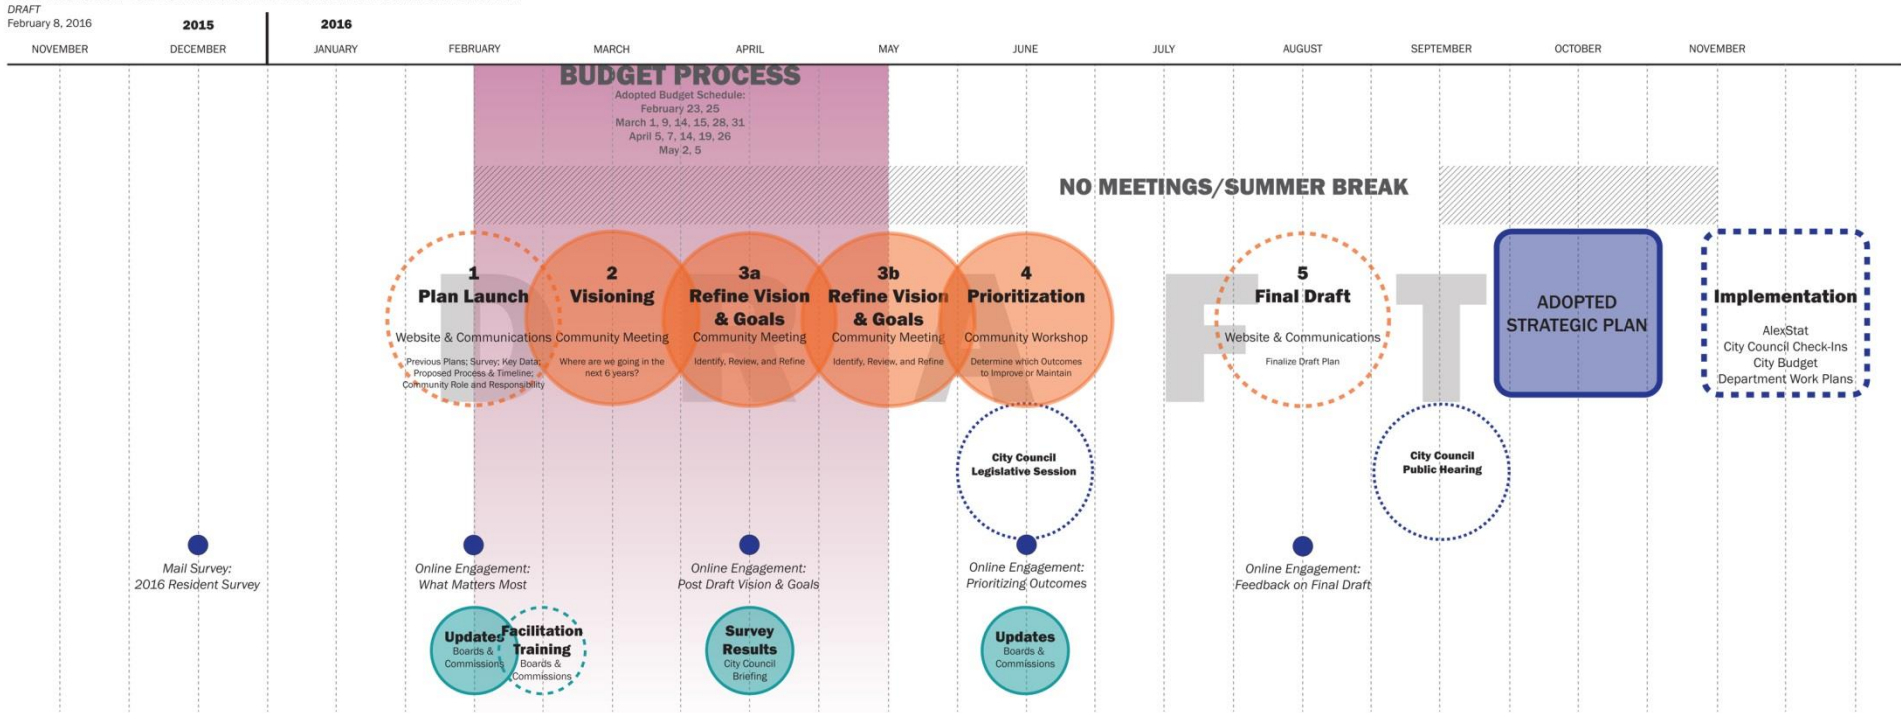 DRAFT
February 8, 2016
2015
2016
NOVEMBER
DECEMBER
JANUARY
FEBRUARY
MARCH
APRIL
MAY
JUNE
JULY
AUGUST
SEPTEMBER
OCTOBER
NOVEMBER
BUDGET PROCESS
Adopted Budget Schedule:
February 23, 25
March 1, 9, 14, 15, 28, 31
April 5, 7, 14, 19, 26
May 2, 5
NO MEETINGS/SUMMER BREAK
DRAFT
1
Plan Launch
Website & Communications
Previous Plans; Survey; Key Data;
Proposed Process & Timeline;
Community Role and Responsibility
2
Visioning
Community Meeting
Where are we going in the
next 6 years?
3a
Refine Vision
& Goals
Community Meeting
Identify, Review, and Refine
3b
Refine Vision
& Goals
Community Meeting
Identify, Review, and Refine
4
Prioritization
Community Workshop
Determine which Outcomes
to Improve or Maintain
5
Final Draft
Website & Communications
Finalize Draft Plan
ADOPTED
STRATEGIC PLAN
Implementation
AlexStat
City Council Check-Ins
City Budget
Department Work Plans
City Council
Legislative Session
City Council
Public Hearing
Mail Survey:
2016 Resident Survey
Online Engagement:
What Matters Most
Online Engagement:
Post Draft Vision & Goals
Online Engagement:
Prioritizing Outcomes
Online Engagement:
Feedback on Final Draft
Updates
Boards &
Commissions
Facilitation
Training
Boards &
Commissions
Survey
Results
City Council
Briefing
Updates
Boards &
Commissions